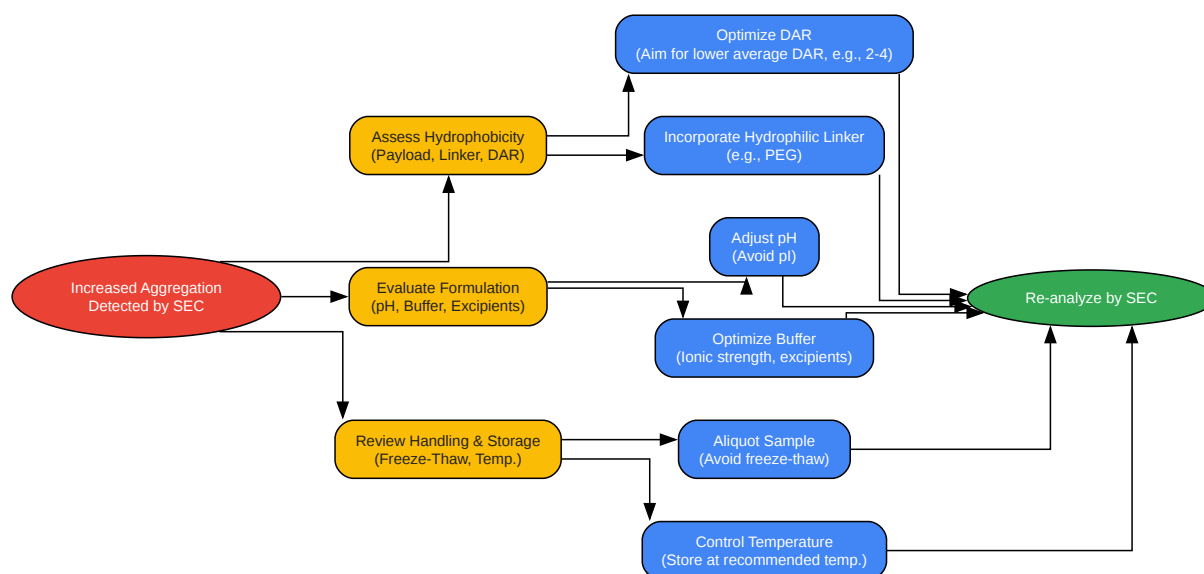 Optimize DAR
(Aim for lower average DAR, e.g., 2-4)
Assess Hydrophobicity
(Payload, Linker, DAR)
Incorporate Hydrophilic Linker
(e.g., PEG)
Adjust pH
(Avoid pI)
Increased Aggregation
Detected by SEC
Evaluate Formulation
(pH, Buffer, Excipients)
Re-analyze by SEC
Optimize Buffer
(Ionic strength, excipients)
Review Handling & Storage
(Freeze-Thaw, Temp.)
Aliquot Sample
(Avoid freeze-thaw)
Control Temperature
(Store at recommended temp.)